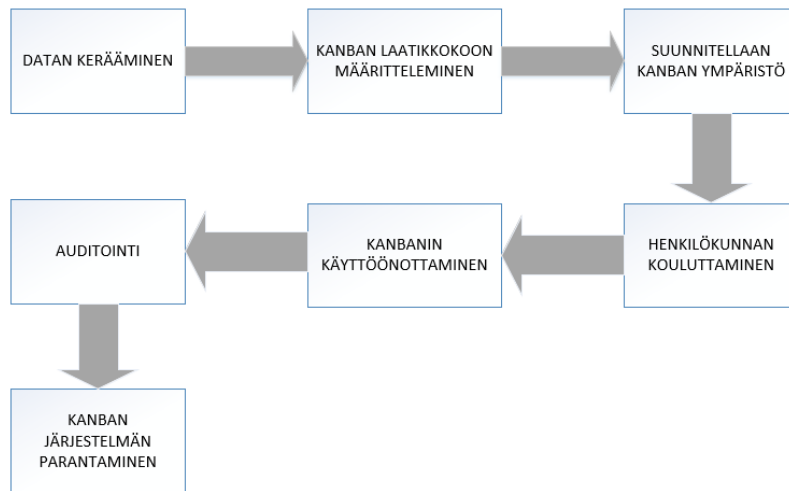 DATAN KERÄÄMINEN
KANBAN LAATIKKOKOON
MÄÄRITTELEMINEN
SUUNNITELLAAN
KANBAN YMPÄRISTÖ
HENKILÖKUNNAN
KOULUTTAMINEN
KANBANIN
KÄYTTÖÖNOTTAMINEN
AUDITOINTI
KANBAN
JÄRJESTELMÄN
PARANTAMINEN